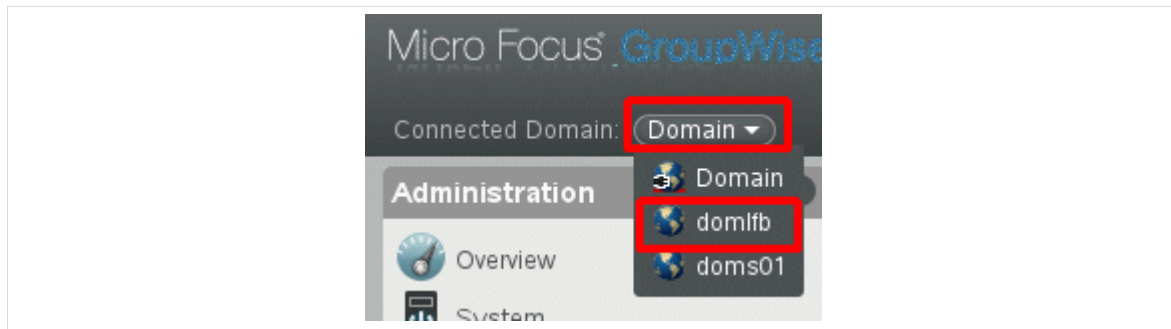 Micro Focus® GroupWise
Connected Domain: Domain
Domain
Administration
domlfb
Overview
doms01
System